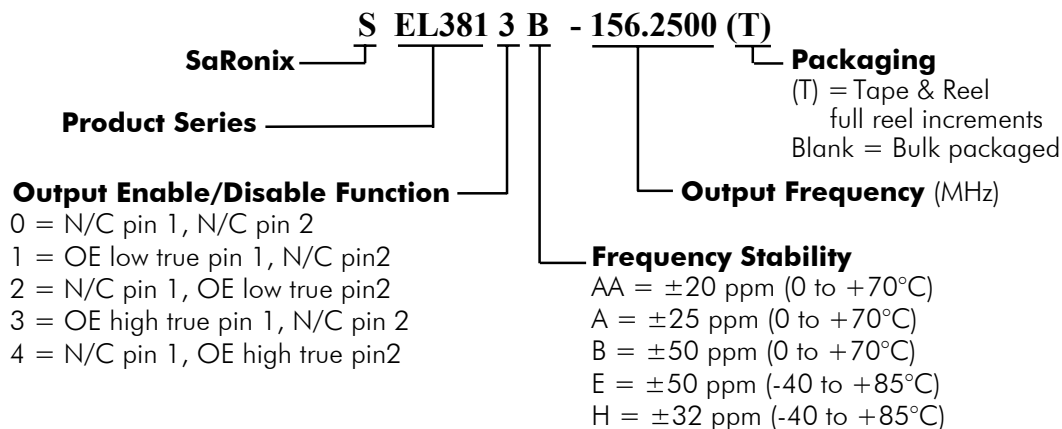 S EL381 3 B - 156.2500 (T)
SaRonix
Product Series
Output Enable/Disable Function
0 = N/C pin 1, N/C pin 2
1 = OE low true pin 1, N/C pin2
2 = N/C pin 1, OE low true pin2
3 = OE high true pin 1, N/C pin 2
4 = N/C pin 1, OE high true pin2
Packaging
(T) = Tape & Reel
full reel increments
Blank = Bulk packaged
Output Frequency (MHz)
Frequency Stability
AA = ±20 ppm (0 to +70°C)
A = ±25 ppm (0 to +70°C)
B = ±50 ppm (0 to +70°C)
E = ±50 ppm (-40 to +85°C)
H = ±32 ppm (-40 to +85°C)